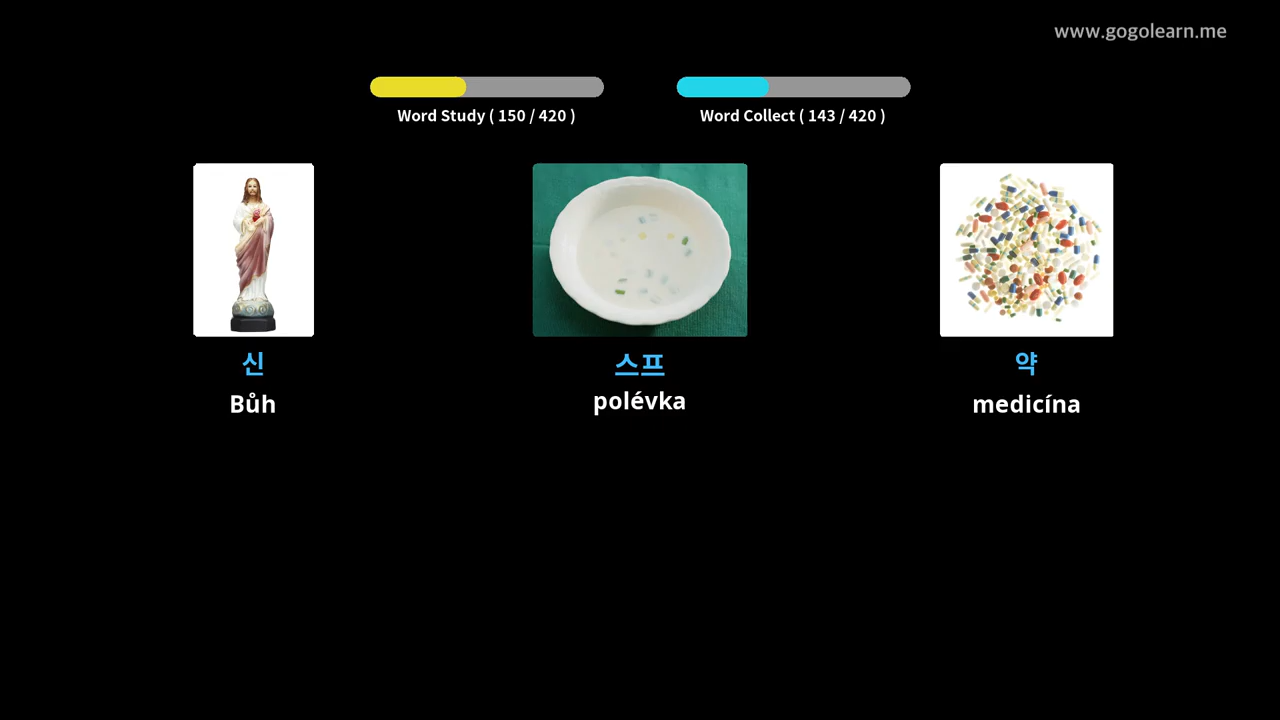 www.gogolearn.me
Word Study ( 150 / 420 )
Word Collect ( 143 / 420 )
신
스프
약
Bůh
polévka
medicína